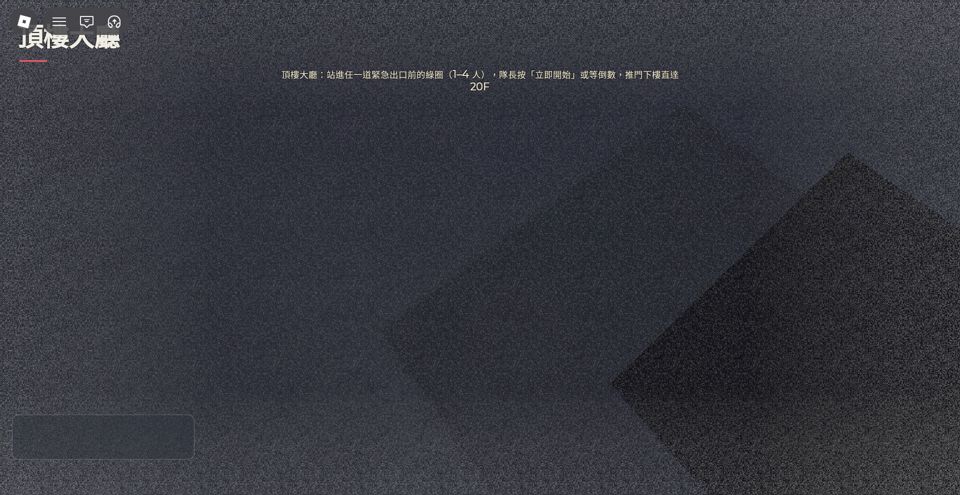 頂樓大廳
頂樓大廳：站進任一道緊急出口前的綠圈（1–4 人），隊長按「立即開始」或等倒數，推門下樓直達
20F